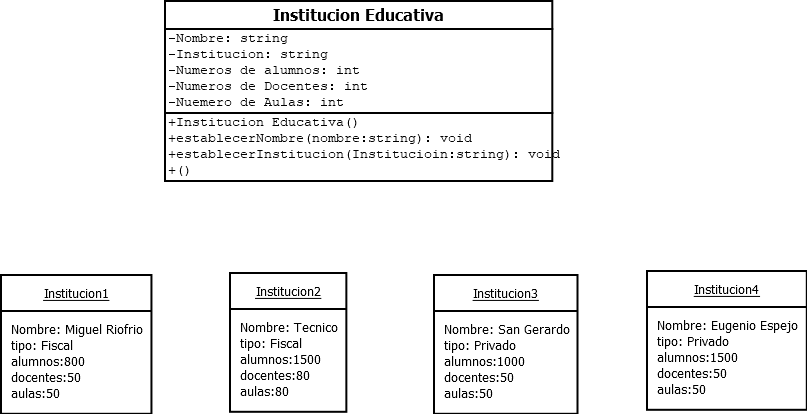 Institucion Educativa
-Nombre: string
-Institucion: string
-Numeros de alumnos: int
-Numeros de Docentes: int
-Nuemero de Aulas: int
+Institucion Educativa()
+establecerNombre(nombre:string): void
+establecerInstitucion(Institucioin:string): void
+()
Institucion1
Nombre: Miguel Riofrio
tipo: Fiscal
alumnos:800
docentes:50
aulas:50
Institucion2
Nombre: Tecnico
tipo: Fiscal
alumnos:1500
docentes:80
aulas:80
Institucion3
Nombre: San Gerardo
tipo: Privado
alumnos:1000
docentes:50
aulas:50
Institucion4
Nombre: Eugenio Espejo
tipo: Privado
alumnos:1500
docentes:50
aulas:50